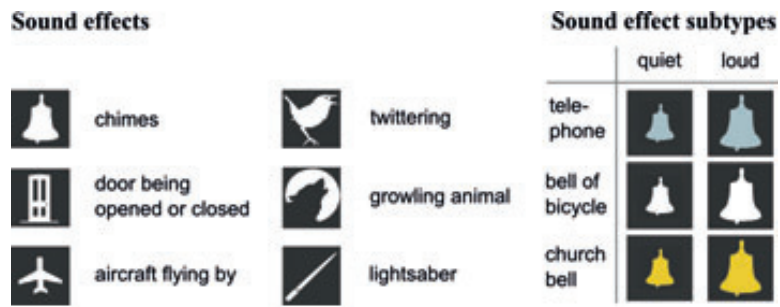 Sound effects
Sound effect subtypes
quiet loud
chimes
twittering
tele-
phone
door being
opened or closed
growling animal
bell of
bicycle
aircraft flying by
lightsaber
church
bell